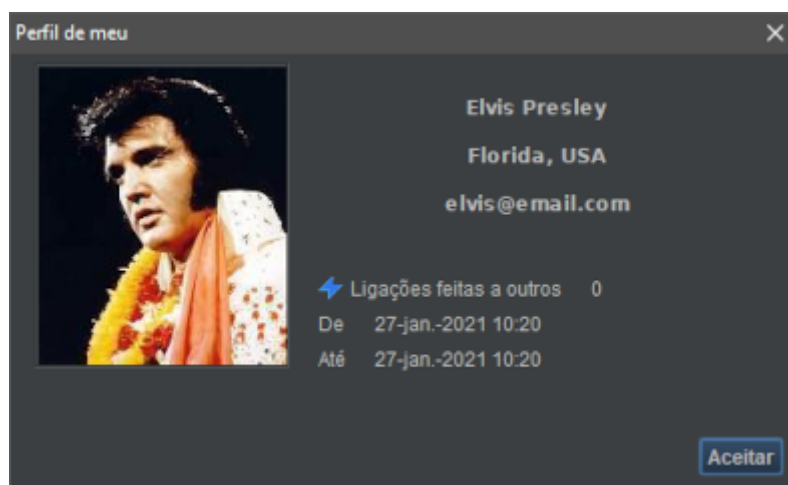 Perfil de meu
Elvis Presley
Florida, USA
elvis@email.com
Ligações feitas a outros 0
De 27-jan.-2021 10:20
Até 27-jan.-2021 10:20
Aceitar